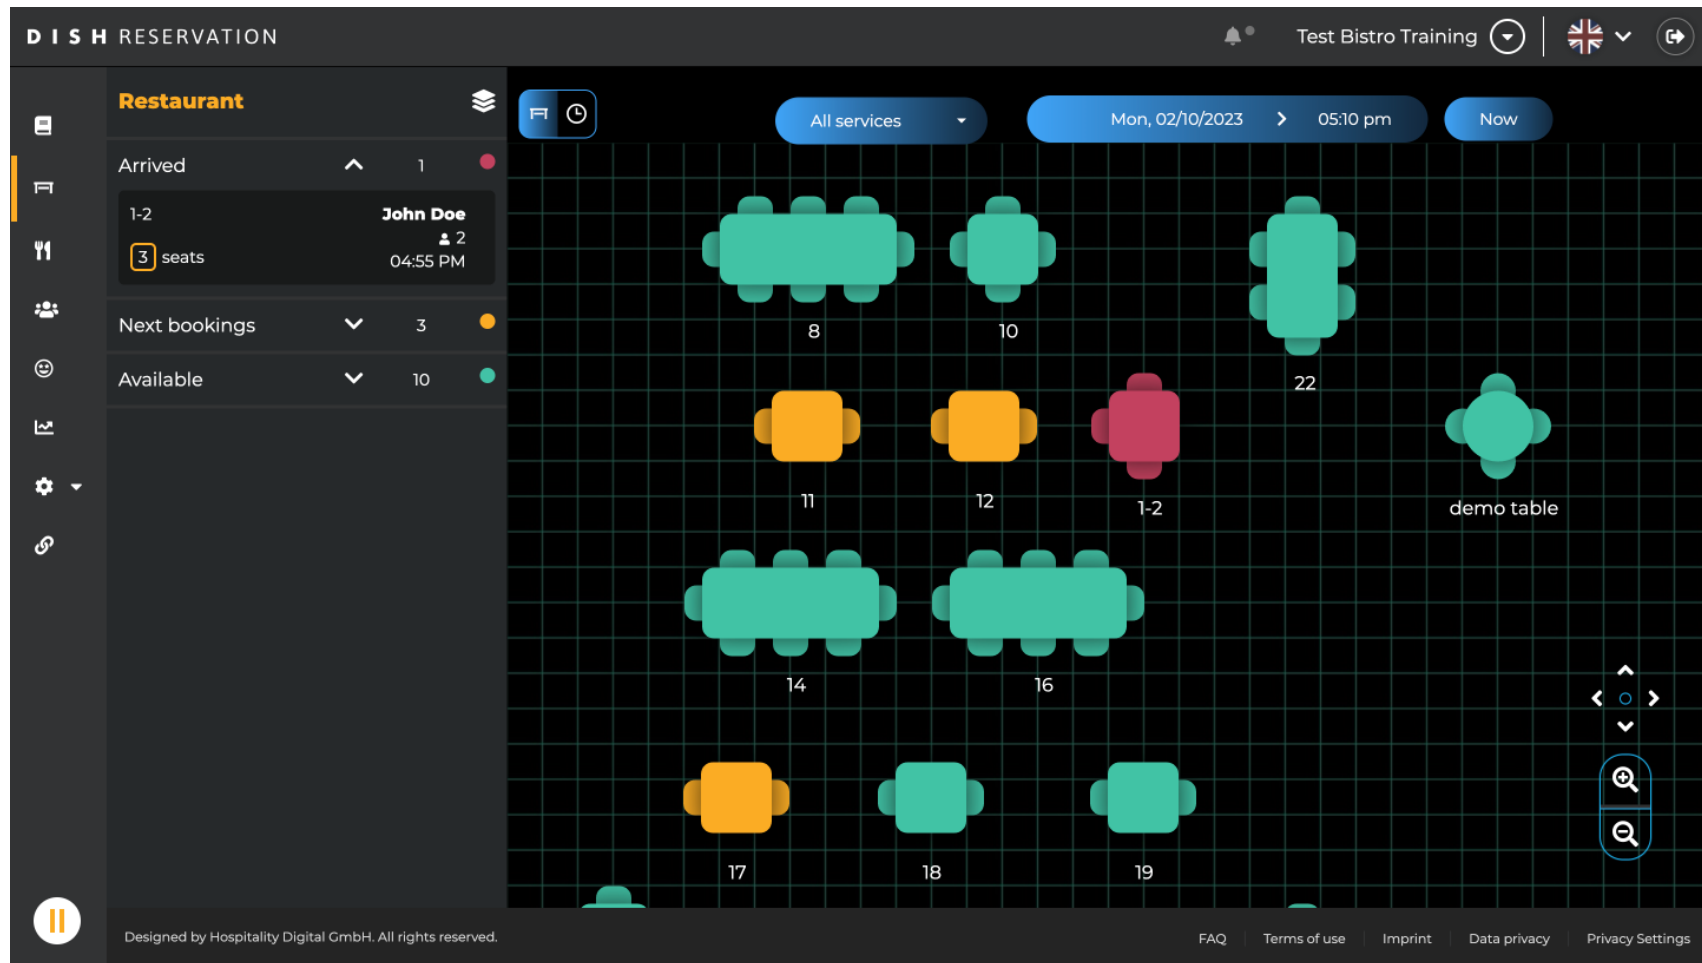 DISH RESERVATION
Test Bistro Training
Restaurant
All services
Mon, 02/10/2023
05:10 pm
Now
Arrived 1
1-2 John Doe
2
3 seats
04:55 PM
Next bookings 3
Available 10
8
10
22
11
12
1-2
demo table
14
16
17
18
19
Designed by Hospitality Digital GmbH. All rights reserved.
FAQ
Terms of use
Imprint
Data privacy
Privacy Settings